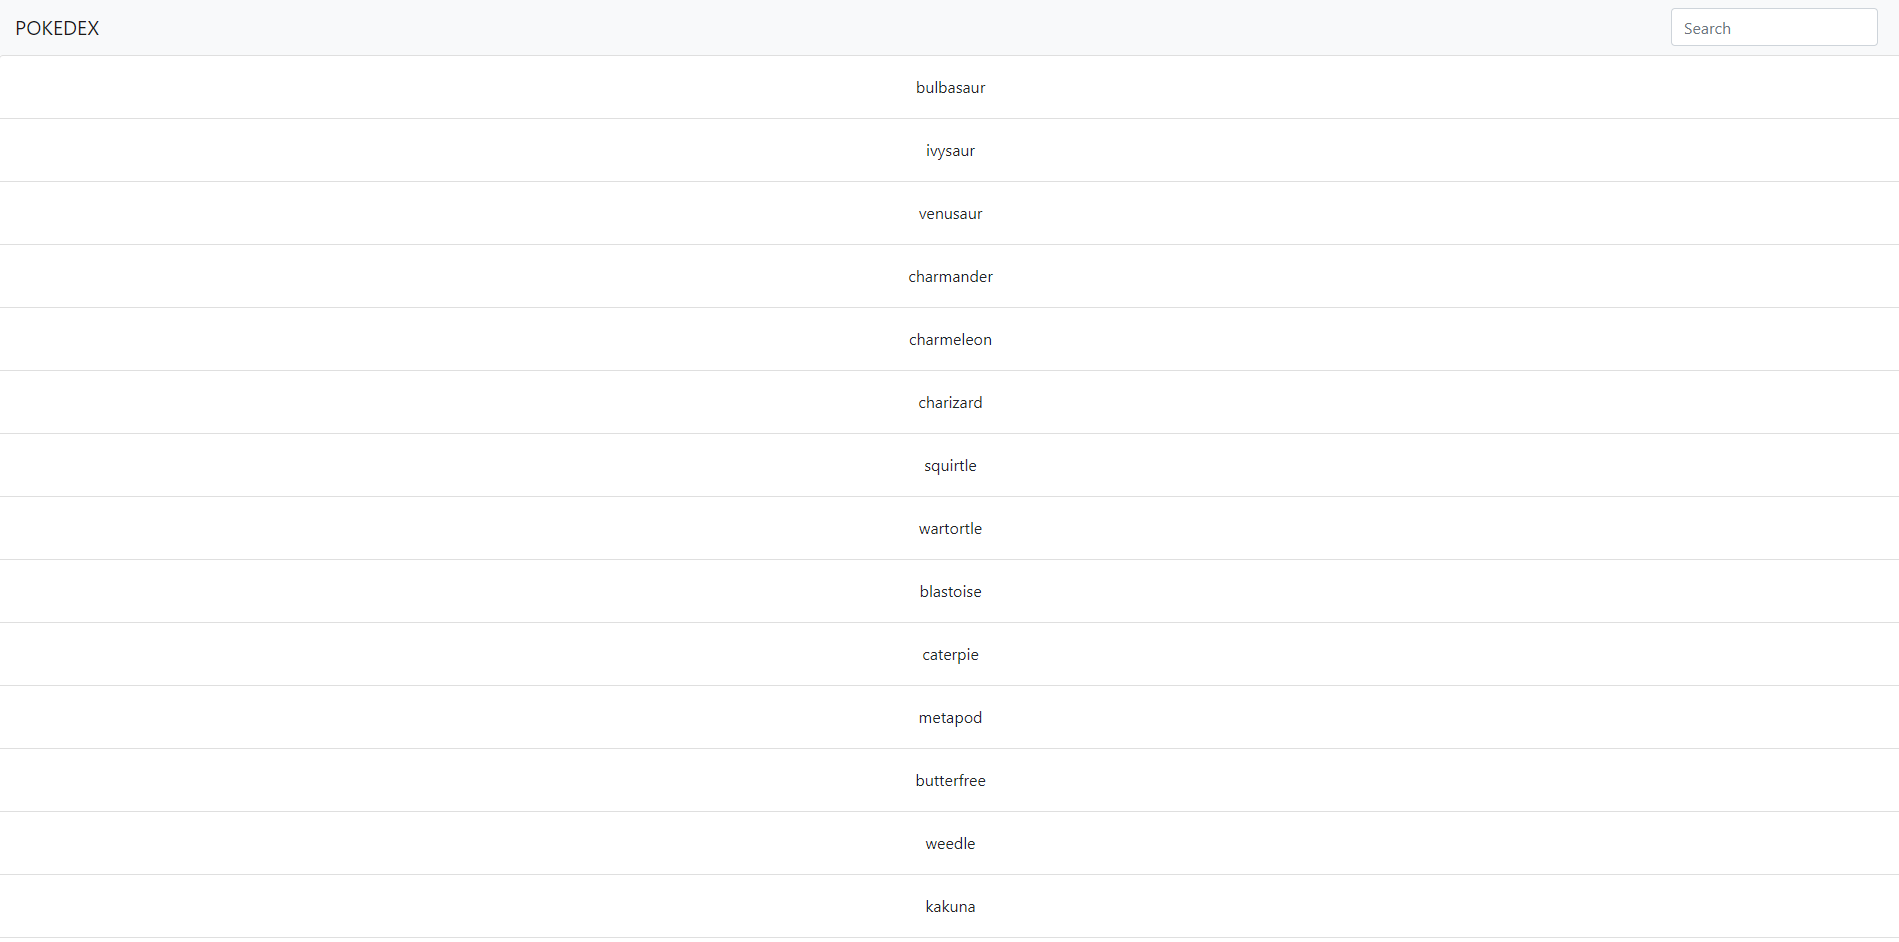 POKEDEX
Search
bulbasaur
ivysaur
venusaur
charmander
charmeleon
charizard
squirtle
wartortle
blastoise
caterpie
metapod
butterfree
weedle
kakuna